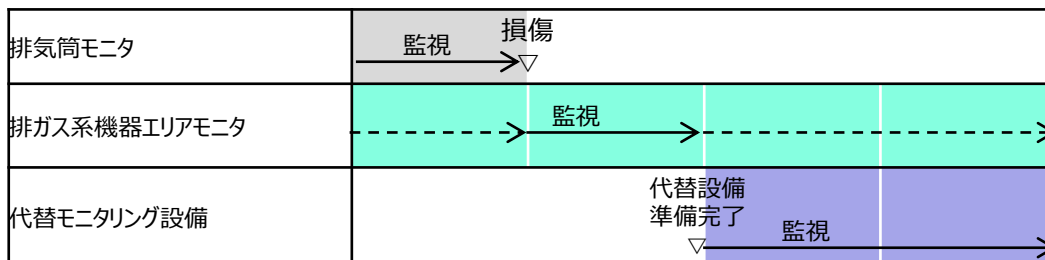 排気筒モニタ
監視
損傷
▽
排ガス系機器エリアモニタ
監視
代替モニタリング設備
代替設備
準備完了
▽
監視